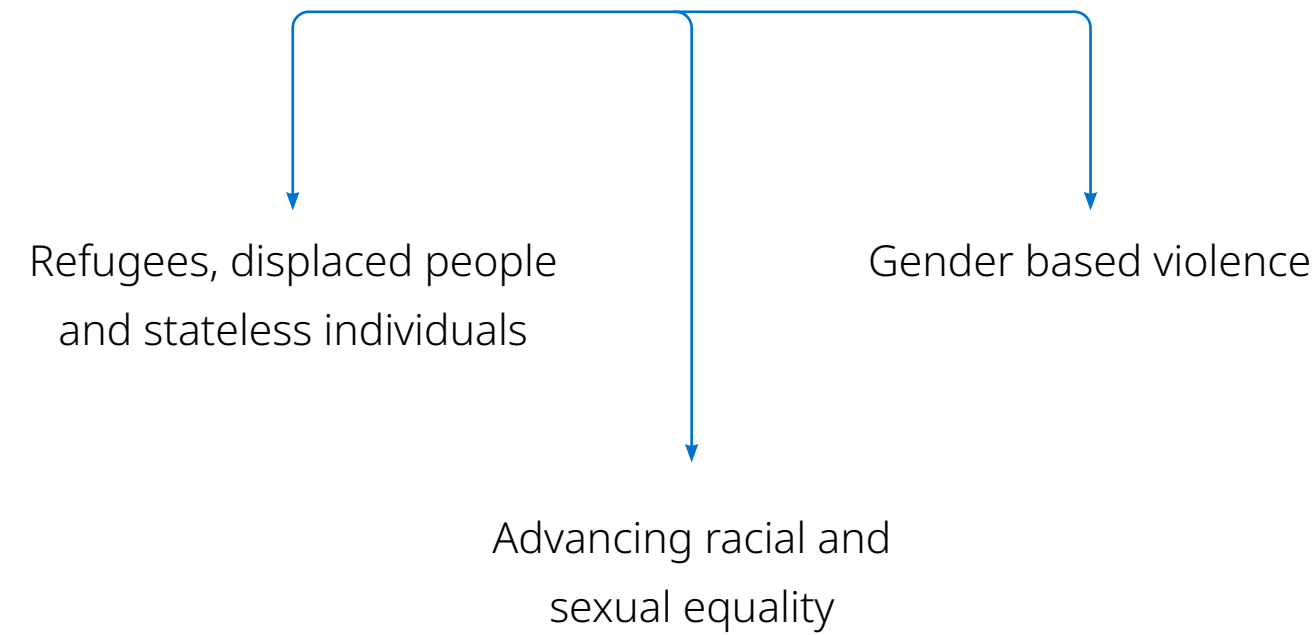 Refugees, displaced people
and stateless individuals
Gender based violence
Advancing racial and
sexual equality